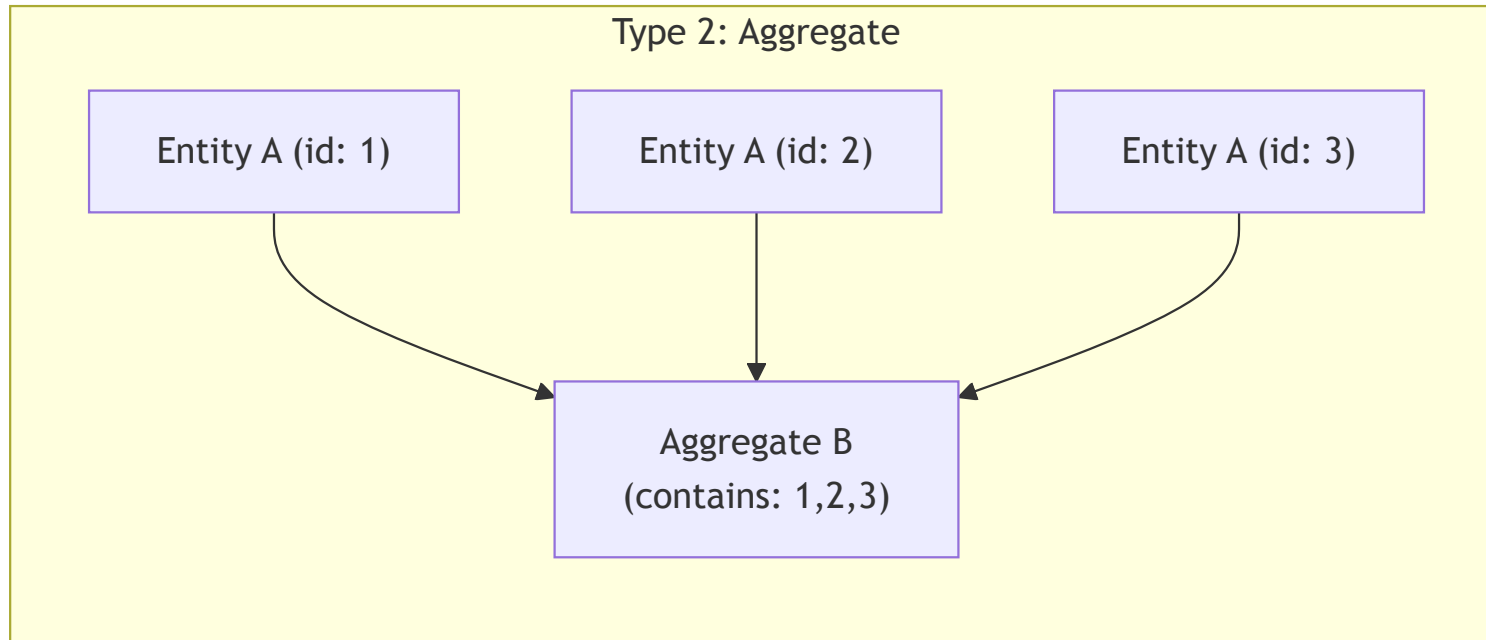 Type 2: Aggregate
Entity A (id: 1)
Entity A (id: 2)
Entity A (id: 3)
Aggregate B
(contains: 1,2,3)